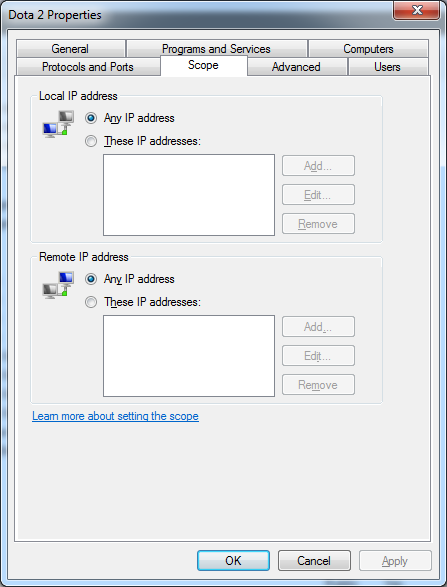 Dota 2 Properties
General Programs and Services Computers
Protocols and Ports Scope Advanced Users
Local IP address
Any IP address
These IP addresses:
Add...
Edit...
Remove
Remote IP address
Any IP address
These IP addresses:
Add...
Edit...
Remove
Learn more about setting the scope
OK Cancel Apply